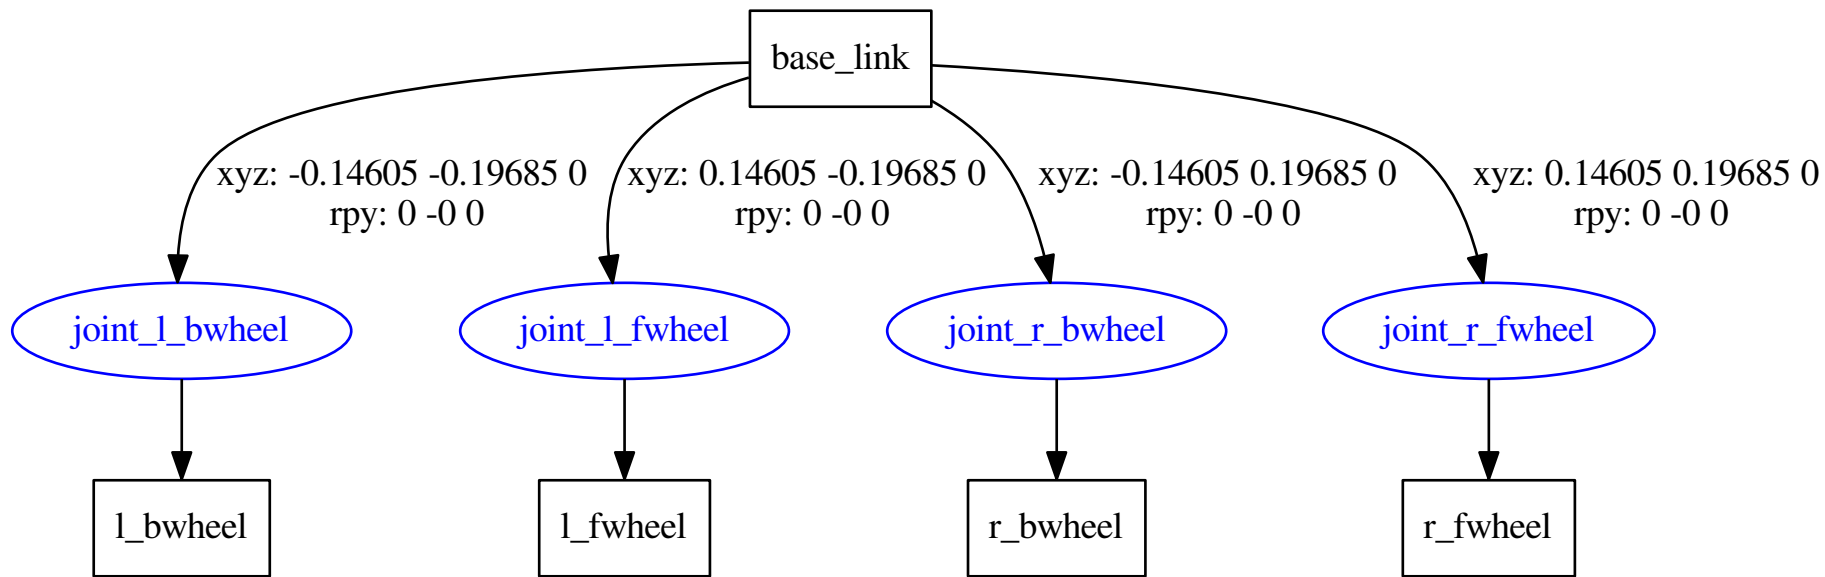 base_link
xyz: -0.14605 -0.19685 0
rpy: 0 -0 0
xyz: 0.14605 -0.19685 0
rpy: 0 -0 0
xyz: -0.14605 0.19685 0
rpy: 0 -0 0
xyz: 0.14605 0.19685 0
rpy: 0 -0 0
joint_l_bwheel
joint_l_fwheel
joint_r_bwheel
joint_r_fwheel
l_bwheel
l_fwheel
r_bwheel
r_fwheel